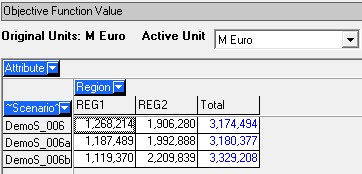 Objective Function Value
Original Units: M Euro Active Unit M Euro
Attribute
Region
~Scenario~ REG1 REG2 Total
DemoS_006 1,268,214 1,906,280 3,174,494
DemoS_006a 1,187,489 1,992,888 3,180,377
DemoS_006b 1,119,370 2,209,839 3,329,208